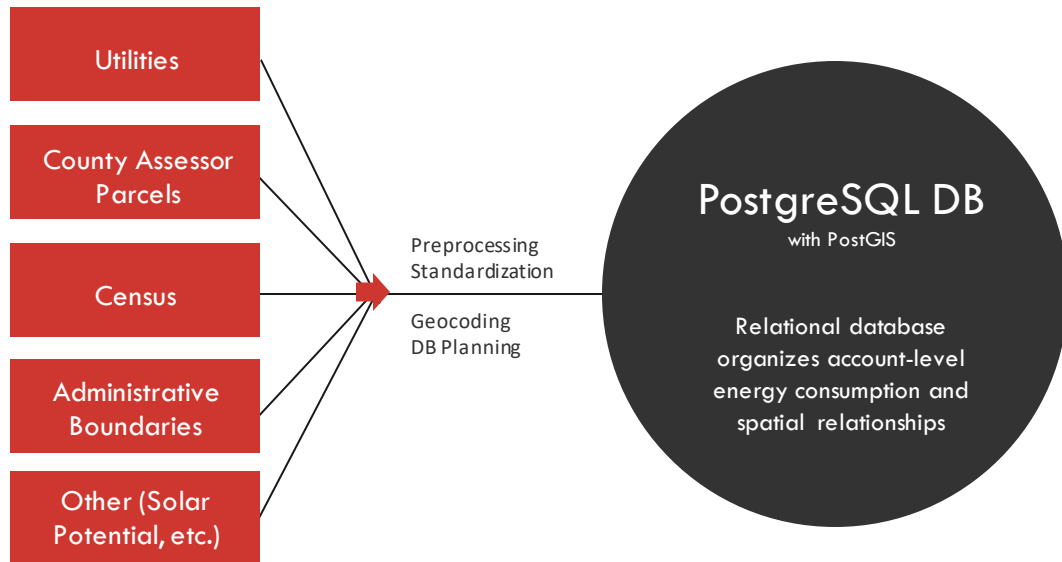 Utilities
County Assessor
Parcels
Census
Administrative
Boundaries
Other (Solar
Potential, etc.)
Preprocessing
Standardization
Geocoding
DB Planning
PostgreSQL DB
with PostGIS
Relational database
organizes account-level
energy consumption and
spatial relationships